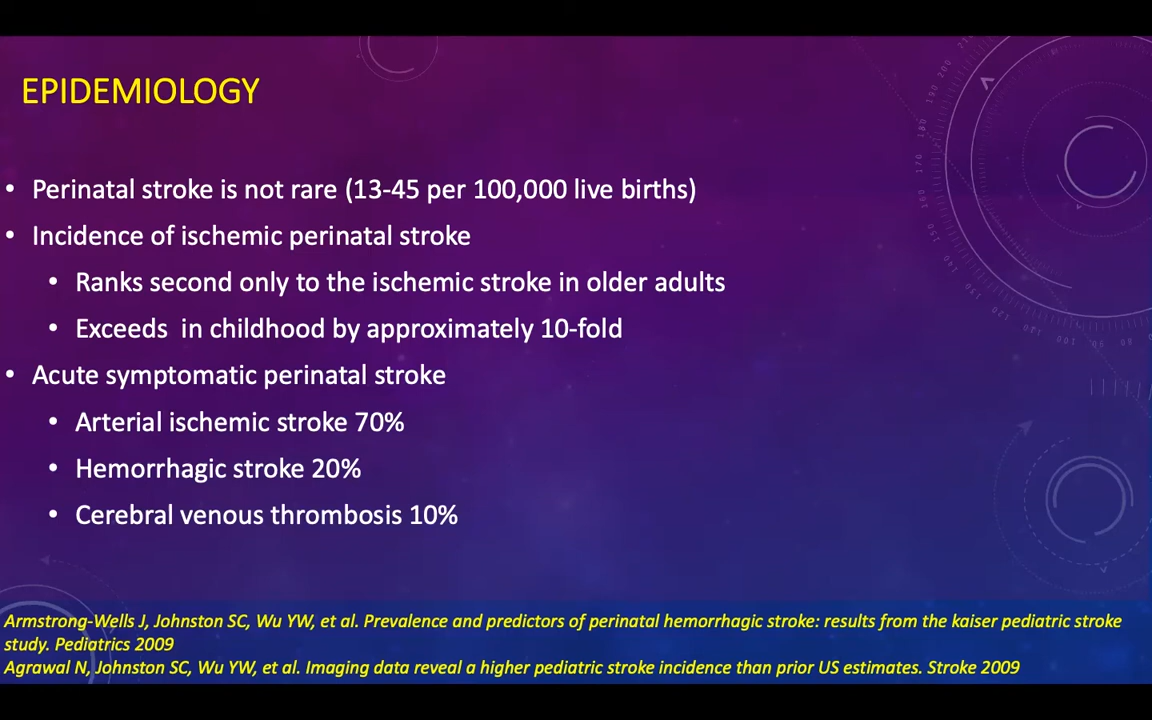 EPIDEMIOLOGY
• Perinatal stroke is not rare (13-45 per 100,000 live births)
• Incidence of ischemic perinatal stroke
• Ranks second only to the ischemic stroke in older adults
• Exceeds  in childhood by approximately 10-fold
• Acute symptomatic perinatal stroke
• Arterial ischemic stroke 70%
• Hemorrhagic stroke 20%
• Cerebral venous thrombosis 10%
Armstrong-Wells J, Johnston SC, Wu YW, et al. Prevalence and predictors of perinatal hemorrhagic stroke: results from the kaiser pediatric stroke
study. Pediatrics 2009
Agrawal N, Johnston SC, Wu YW, et al. Imaging data reveal a higher pediatric stroke incidence than prior US estimates. Stroke 2009